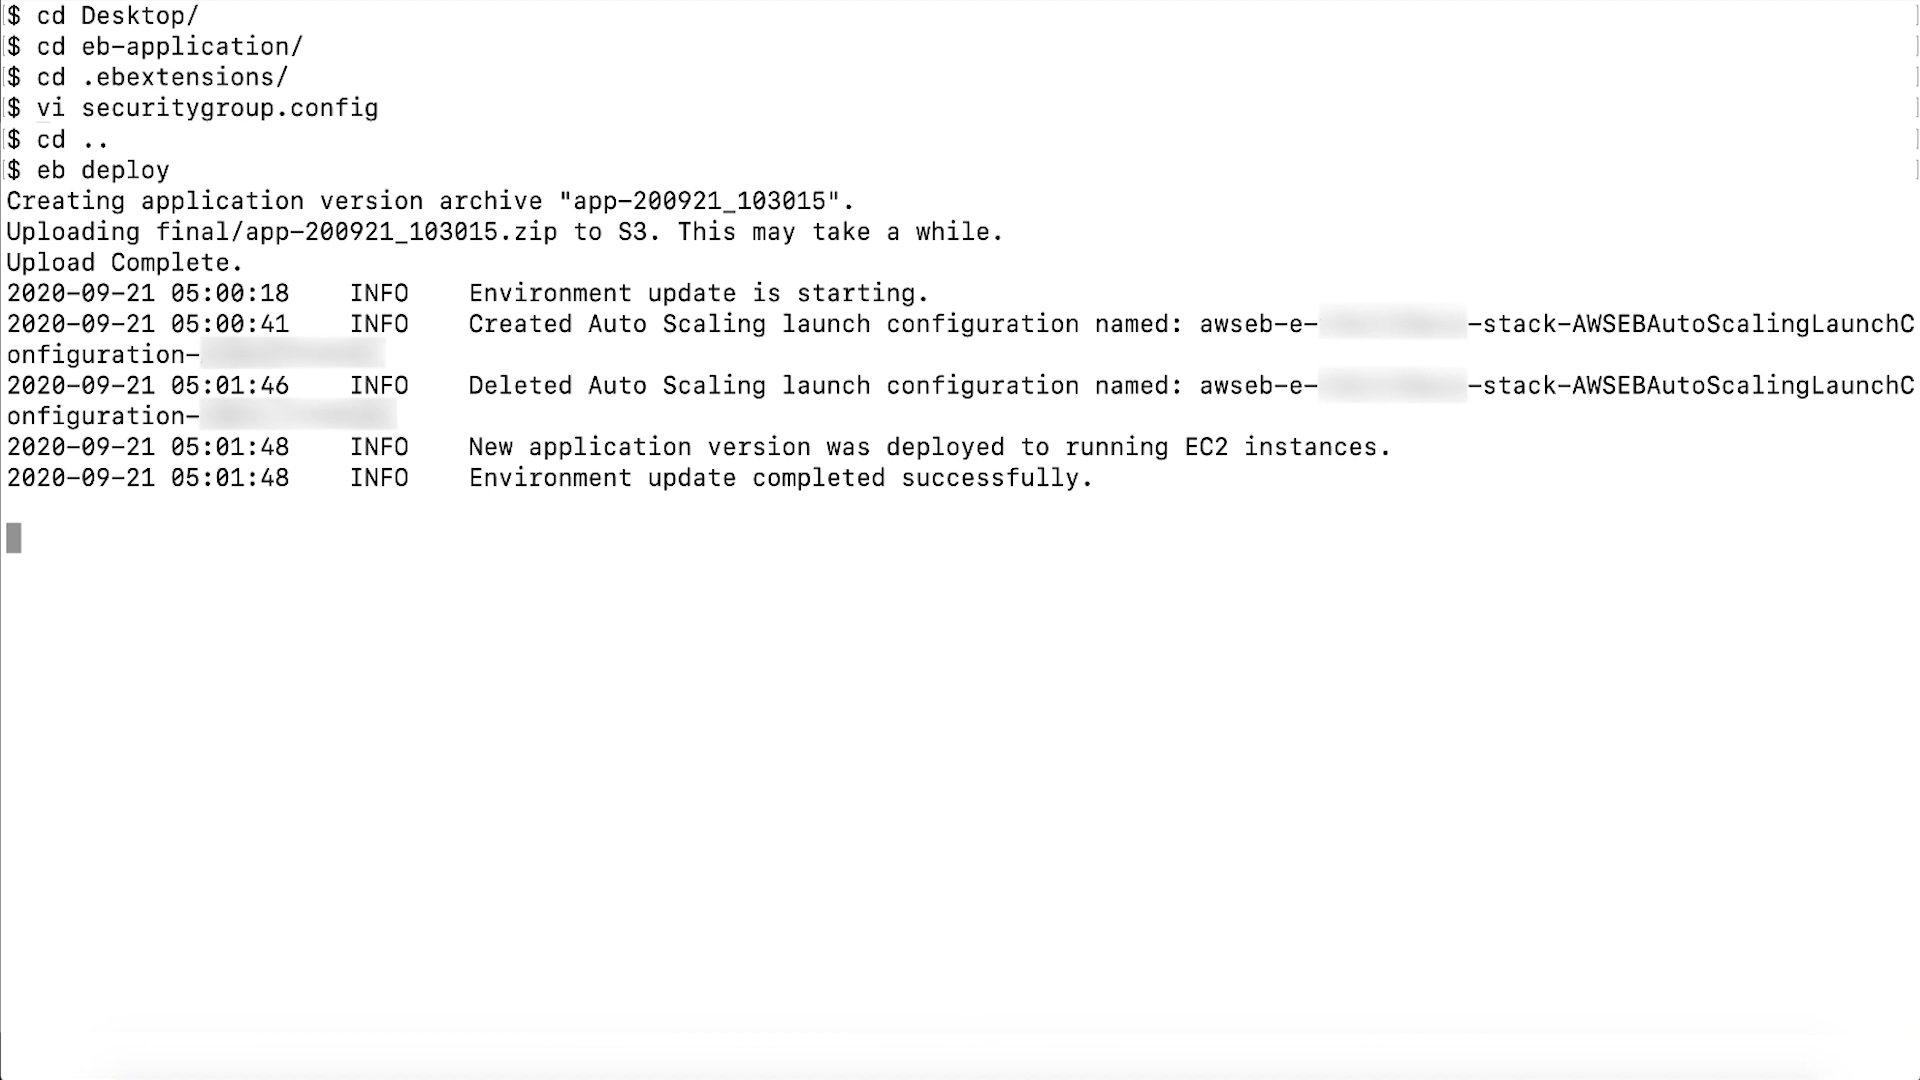 $ cd Desktop/
$ cd eb-application/
$ cd .ebextensions/
$ vi securitygroup.config
$ cd ..
$ eb deploy
Creating application version archive "app-200921_103015".
Uploading final/app-200921_103015.zip to S3. This may take a while.
Upload Complete.
2020-09-21 05:00:18    INFO    Environment update is starting.
2020-09-21 05:00:41    INFO    Created Auto Scaling launch configuration named: awseb-e- -stack-AWSEBAutoScalingLaunchC
onfiguration-
2020-09-21 05:01:46    INFO    Deleted Auto Scaling launch configuration named: awseb-e- -stack-AWSEBAutoScalingLaunchC
onfiguration-
2020-09-21 05:01:48    INFO    New application version was deployed to running EC2 instances.
2020-09-21 05:01:48    INFO    Environment update completed successfully.